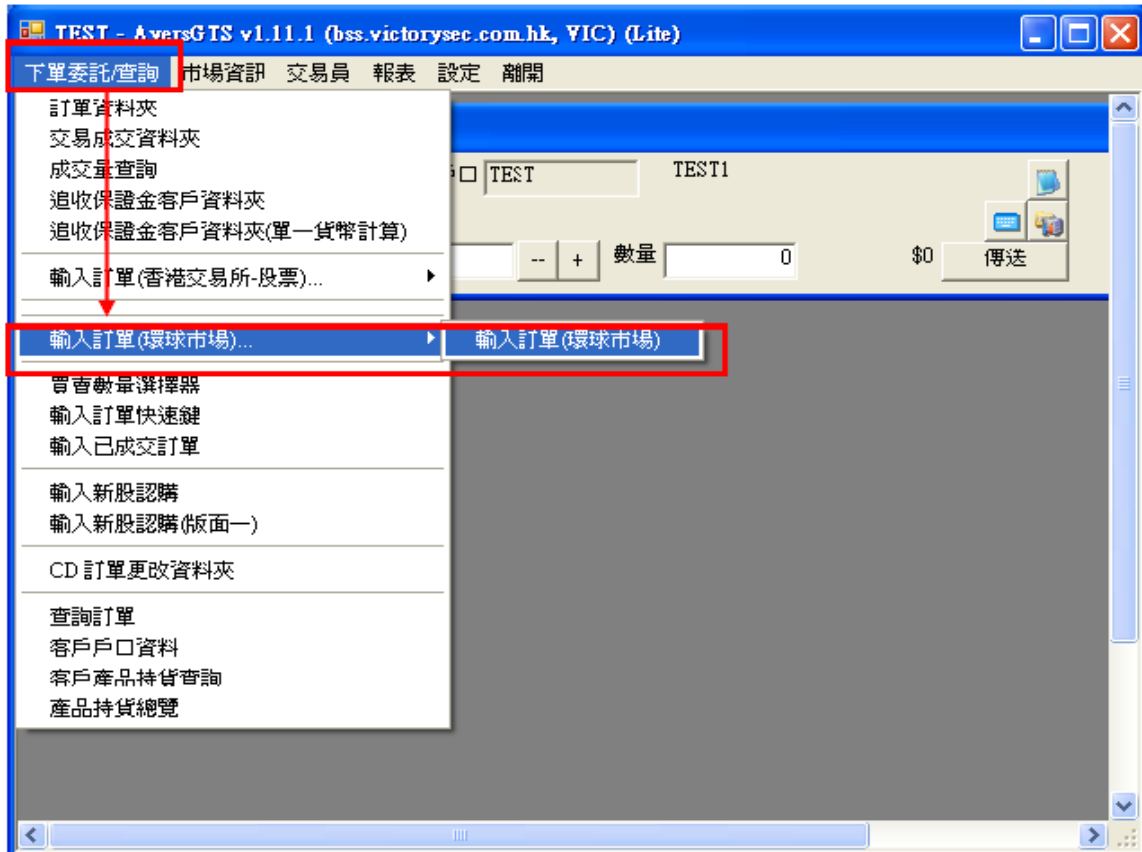 TEST - AyersGTS v1.11.1 (bss.victorysec.com.hk, VIC) (Lite)
下單委託/查詢 市場資訊 交易員 報表 設定 離開
訂單資料夾
交易成交資料夾
成交量查詢
追收保證金客戶資料夾
追收保證金客戶資料夾(單一貨幣計算)
輸入訂單(香港交易所-股票)...
輸入訂單(環球市場)...
輸入訂單(環球市場)
買賣數量選擇器
輸入訂單快速鍵
輸入已成交訂單
輸入新股認購
輸入新股認購(版面一)
CD 訂單更改資料夾
查詢訂單
客戶戶口資料
客戶產品持貨查詢
產品持貨總覽
口 TEST TEST1
-- + 數量 0 $0 傳送